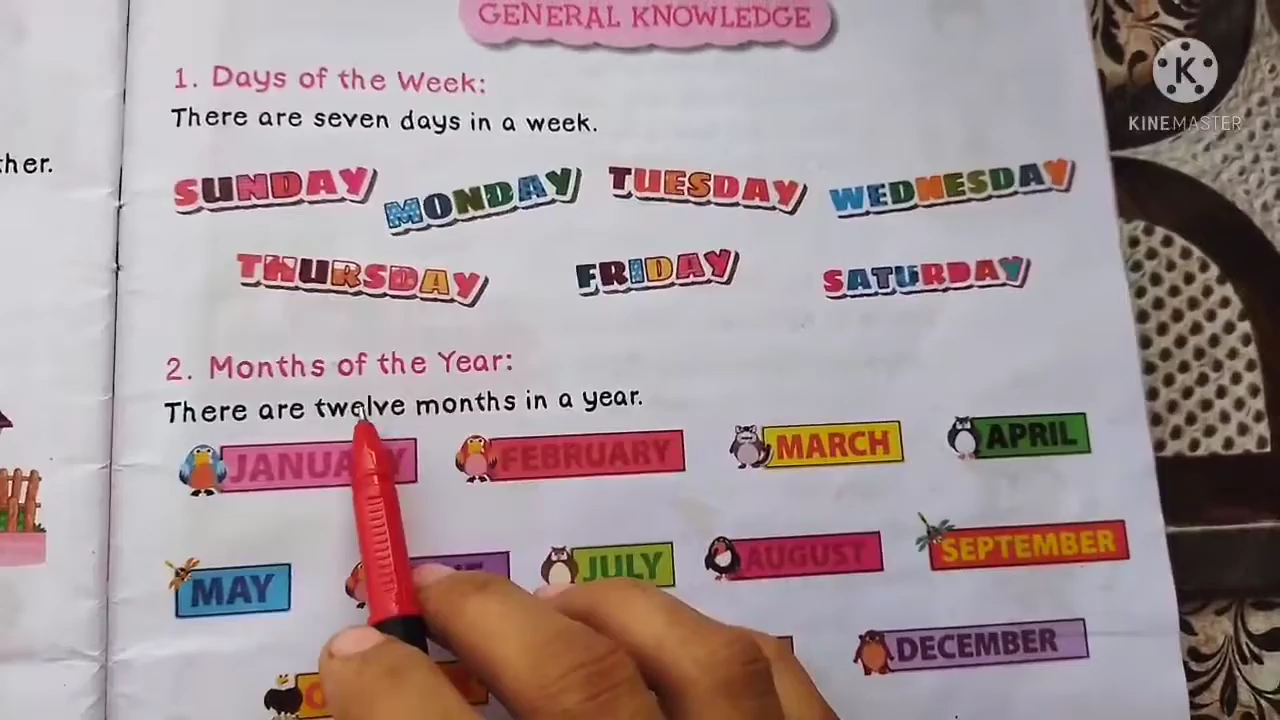 GENERAL KNOWLEDGE
1. Days of the Week:
There are seven days in a week.
ther.
SUNDAY MONDAY TUESDAY WEDNESDAY
THURSDAY FRIDAY SATURDAY
2. Months of the Year:
There are twelve months in a year.
JANUARY FEBRUARY MARCH APRIL
MAY JULY AUGUST SEPTEMBER
DECEMBER
K
KINEMASTER